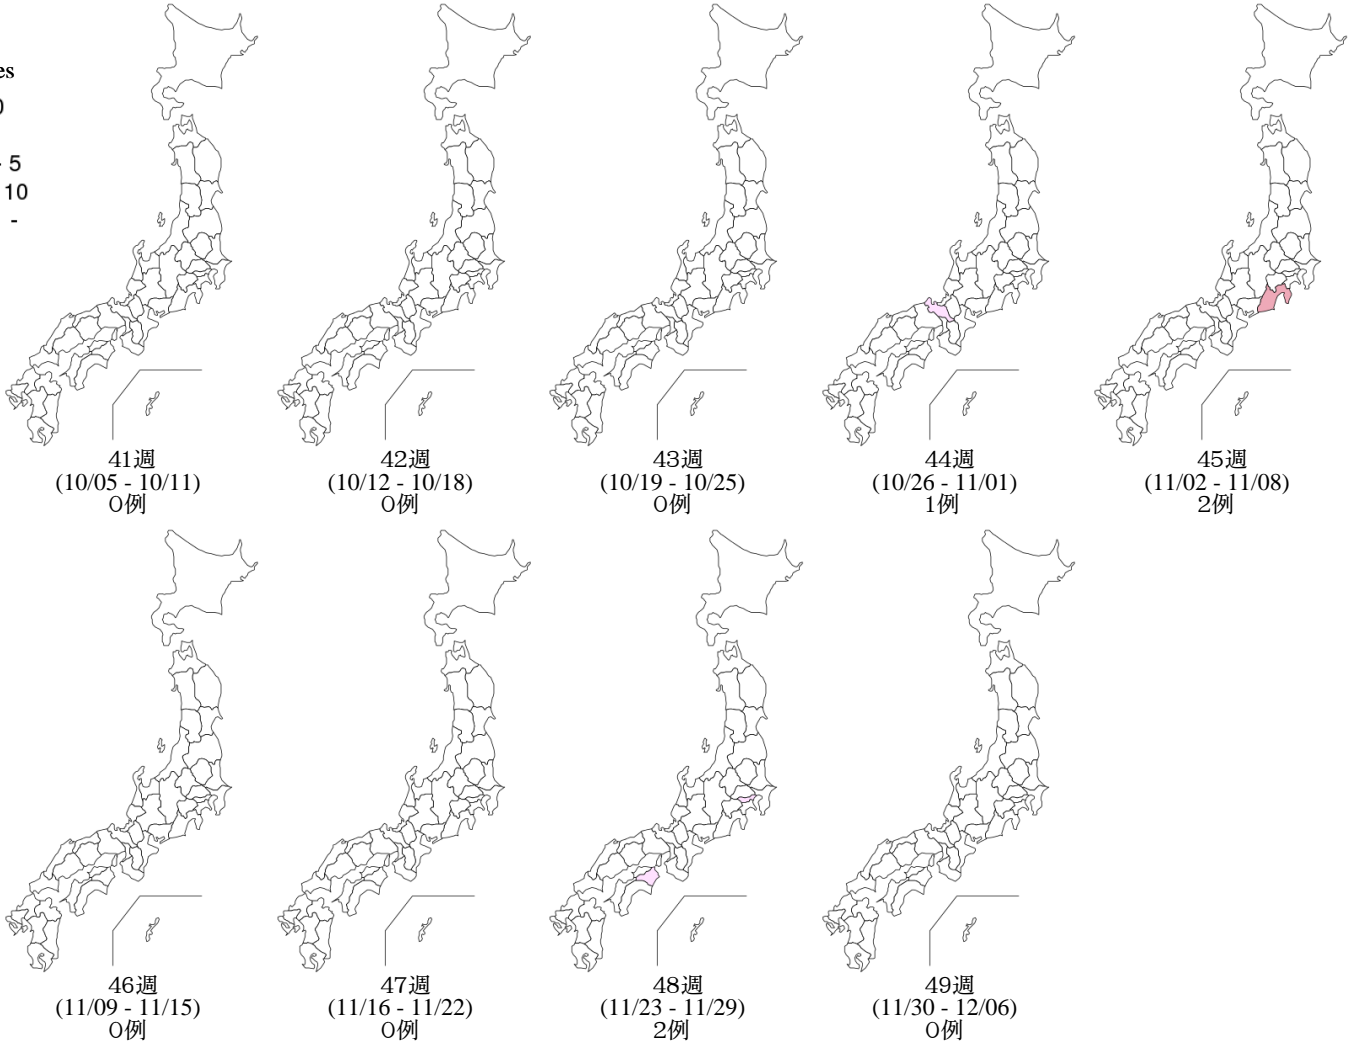 es
0
- 5
10
-
41週
(10/05 - 10/11)
0例
42週
(10/12 - 10/18)
0例
43週
(10/19 - 10/25)
0例
44週
(10/26 - 11/01)
1例
45週
(11/02 - 11/08)
2例
46週
(11/09 - 11/15)
0例
47週
(11/16 - 11/22)
0例
48週
(11/23 - 11/29)
2例
49週
(11/30 - 12/06)
0例